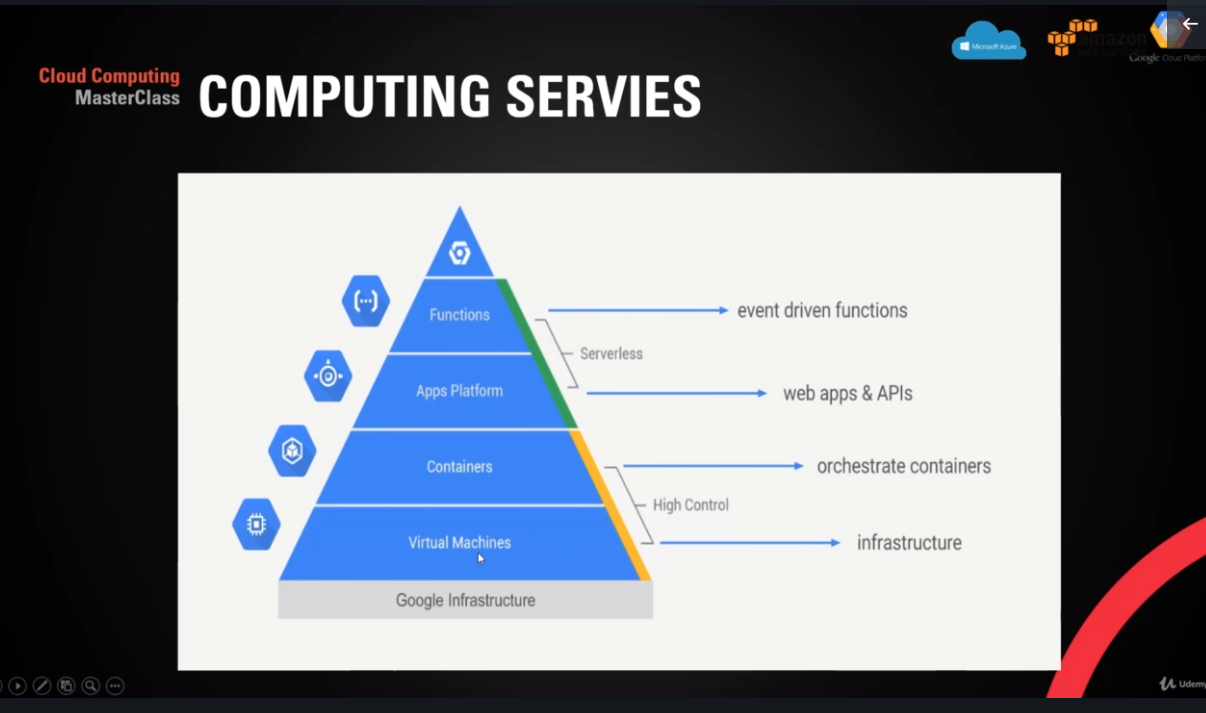 Microsoft Azure
amazon
Google Cloud Platfor
Cloud Computing
MasterClass
COMPUTING SERVIES
Functions
event driven functions
Serverless
Apps Platform
web apps & APIs
Containers
orchestrate containers
High Control
Virtual Machines
infrastructure
Google Infrastructure
Udemy